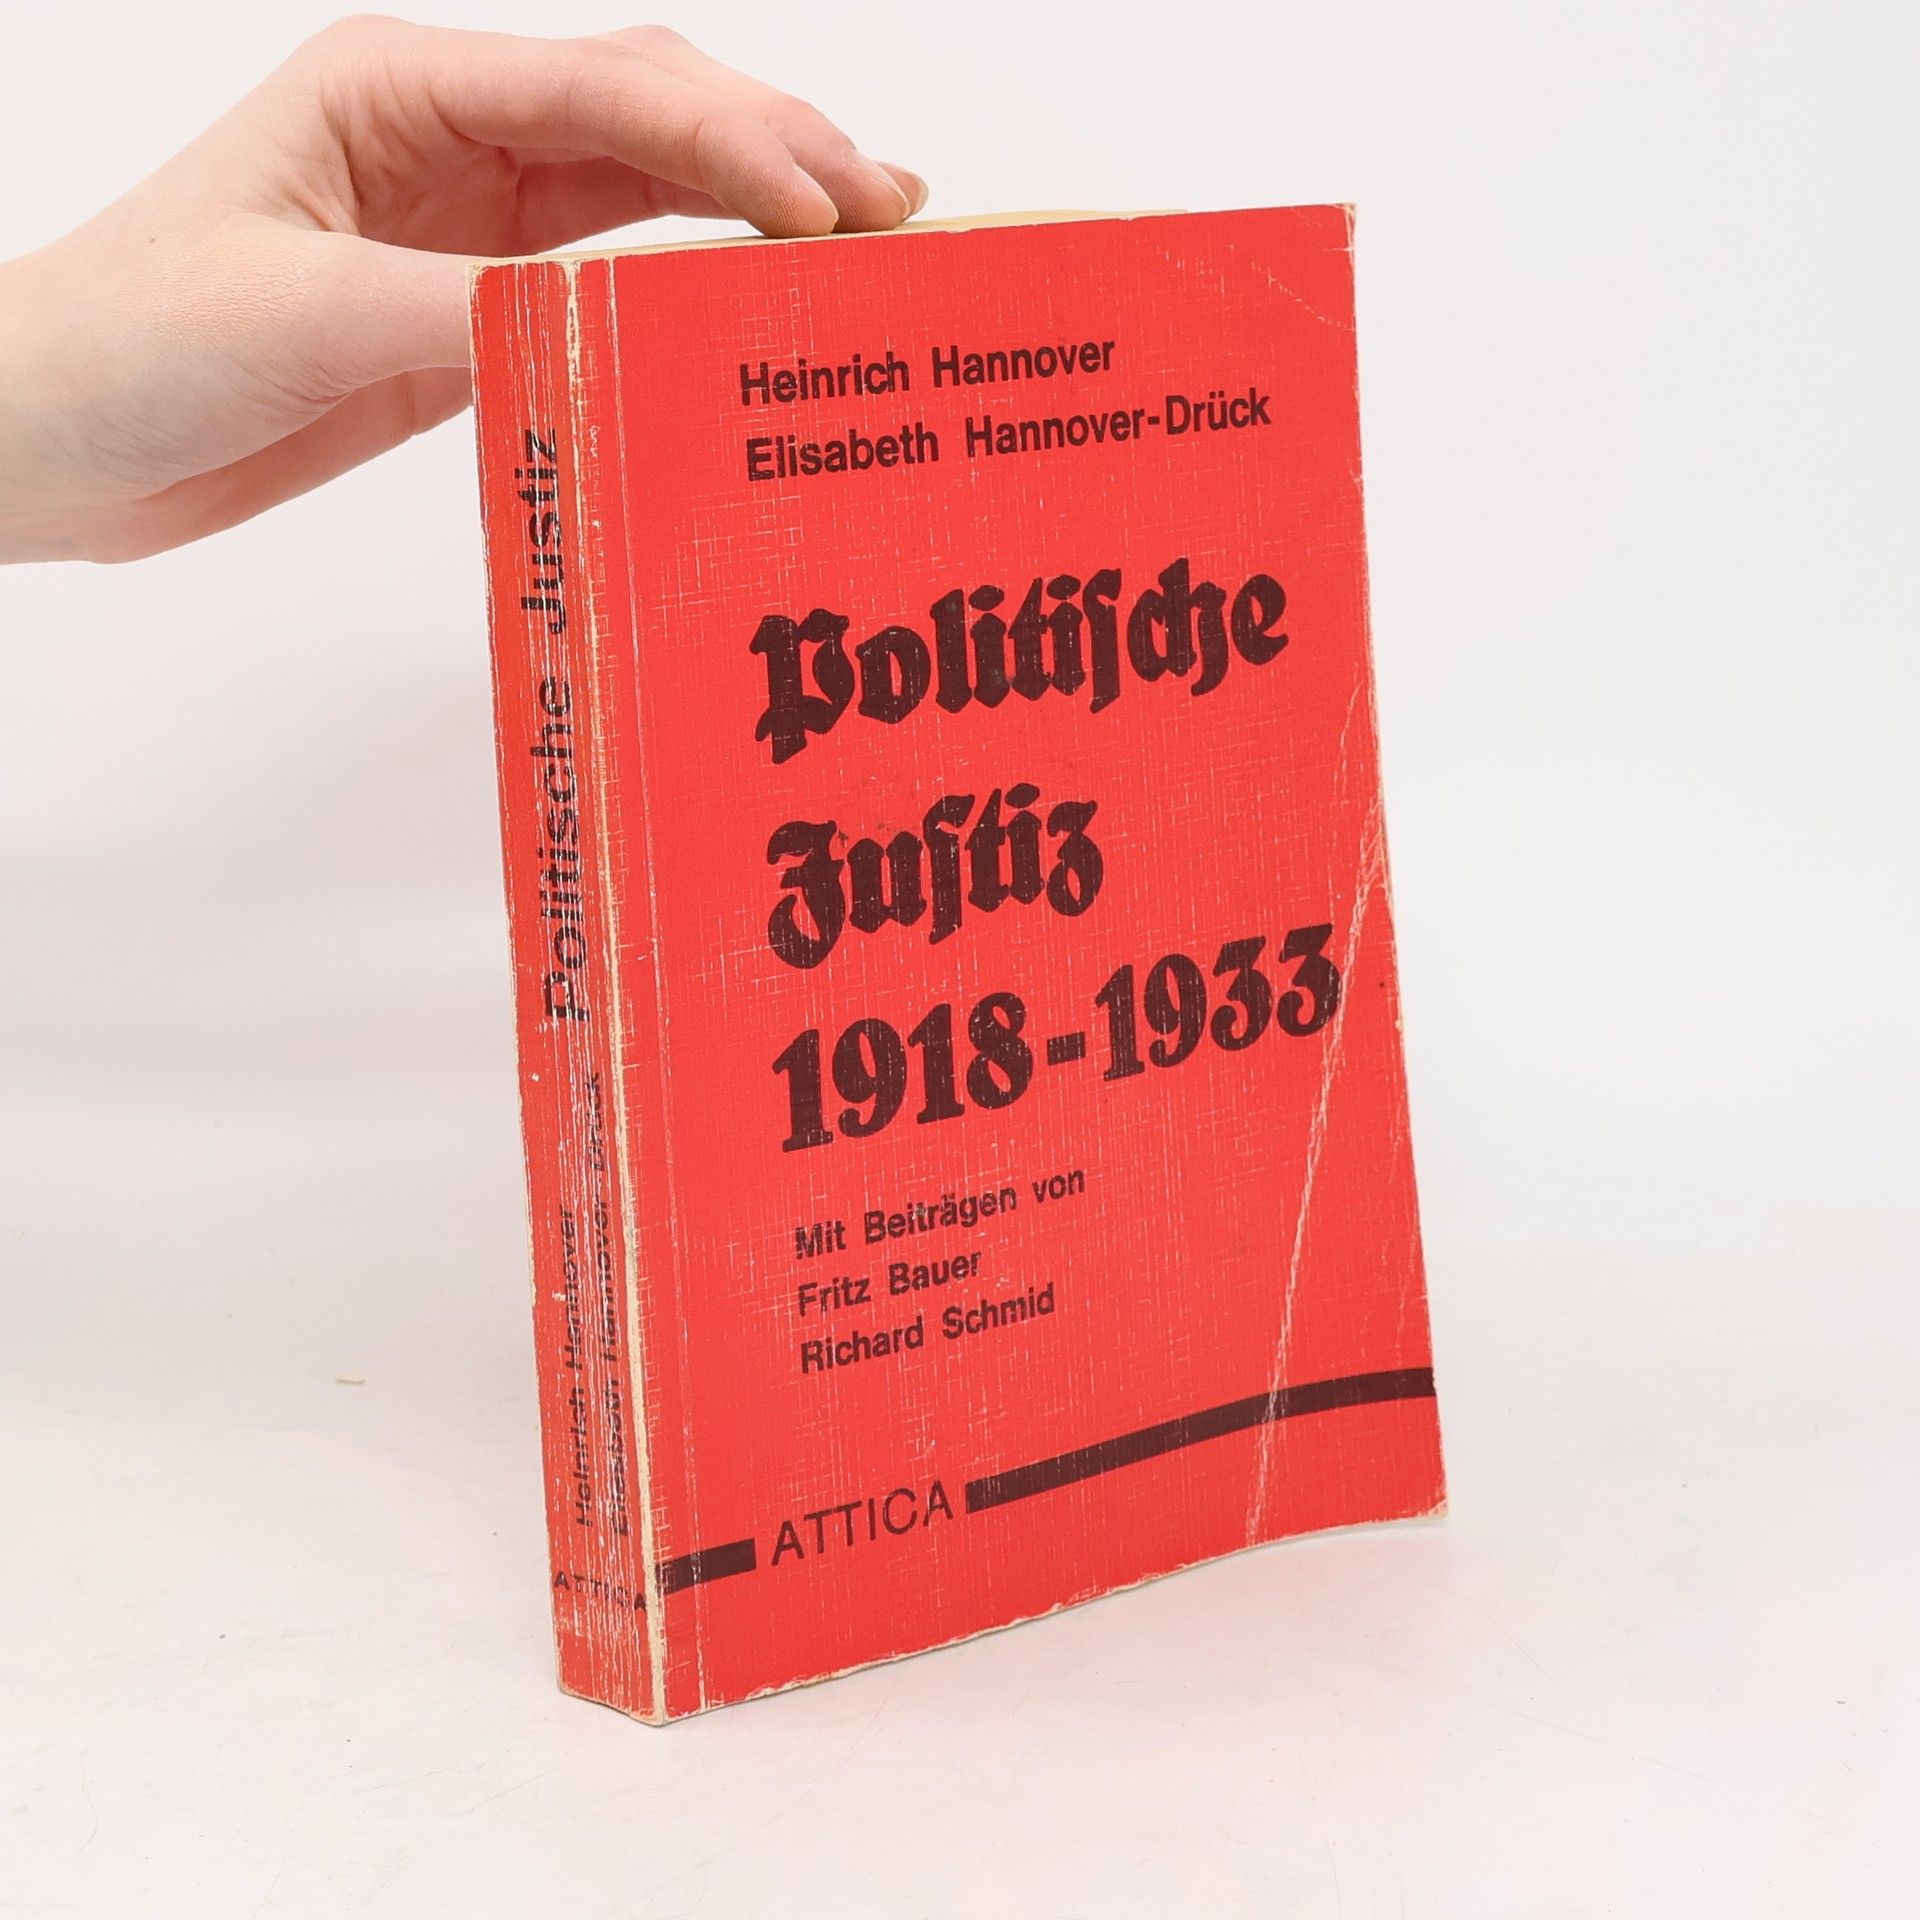 Heinrich Hannover
Elisabeth Hannover-Drück
Politische
Justiz
1918-1933
Mit Beiträgen von
Fritz Bauer
Richard Schmid
ATTICA
Politische Justiz
Heinrich Hannover
Elisabeth Hannover-Drück
ATTICA